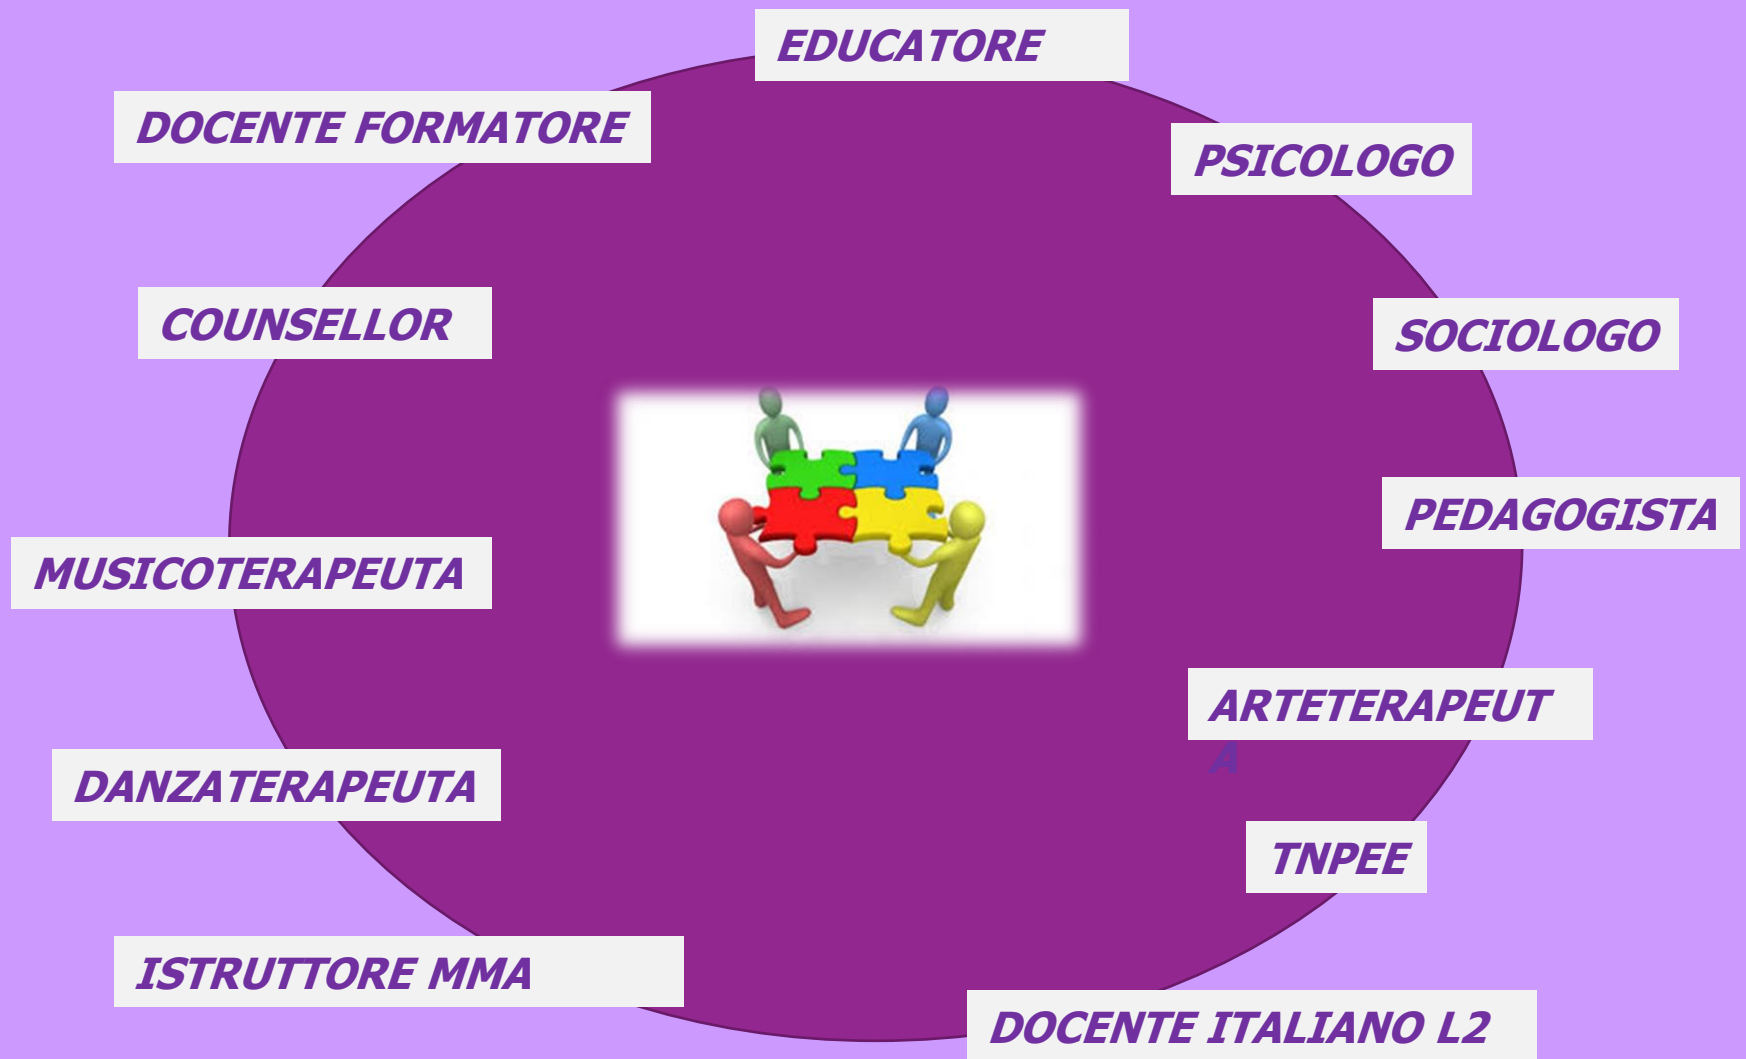 EDUCATORE
DOCENTE FORMATORE
PSICOLOGO
COUNSELLOR
SOCIOLOGO
PEDAGOGISTA
MUSICOTERAPEUTA
ARTETERAPEUT
A
DANZATERAPEUTA
TNPEE
ISTRUTTORE MMA
DOCENTE ITALIANO L2